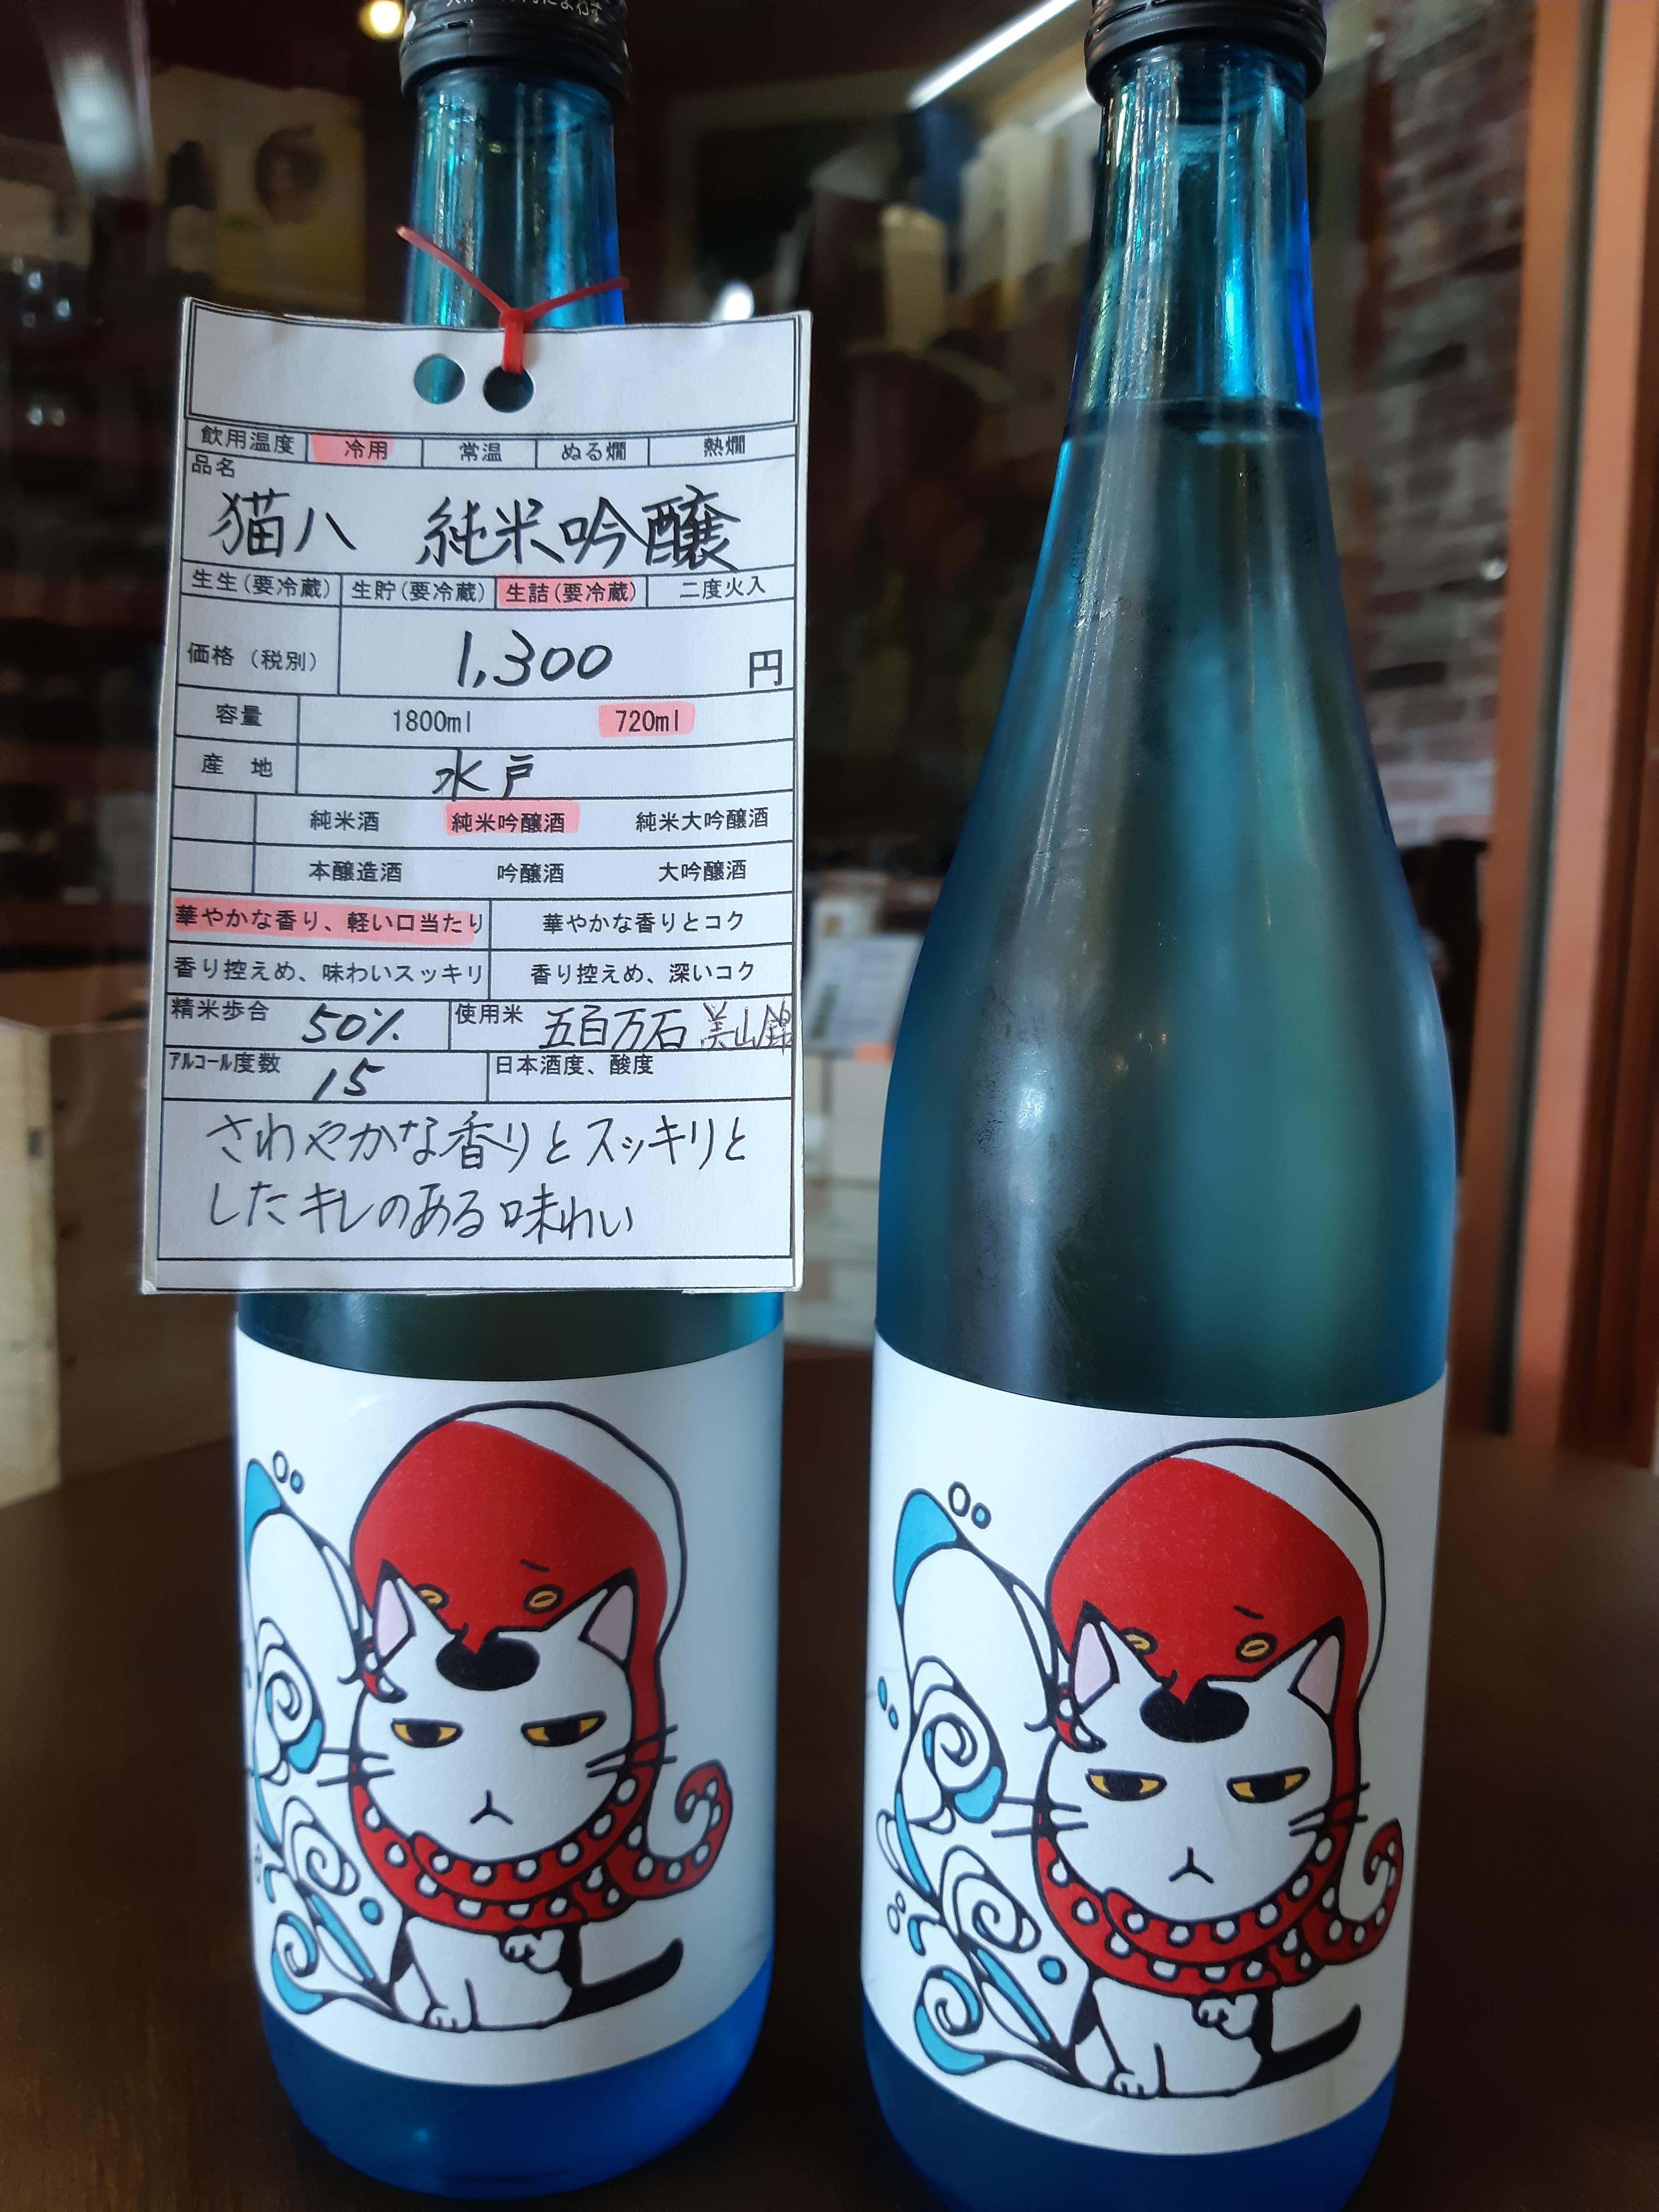 飲用温度 冷用 常温 ぬる燗 熱燗
品名
猫八 純米吟醸
生生(要冷蔵) 生貯(要冷蔵) 生詰(要冷蔵) 二度火入
価格(税別) 1,300 円
容量 1800ml 720ml
産 地 水戸
純米酒 純米吟醸酒 純米大吟醸酒
本醸造酒 吟醸酒 大吟醸酒
華やかな香り、軽い口当たり 華やかな香りとコク
香り控えめ、味わいスッキリ 香り控えめ、深いコク
精米歩合 50% 使用米 五百万石 美山錦
アルコール度数 15 日本酒度、酸度
さわやかな香りとスッキリと
したキレのある味わい